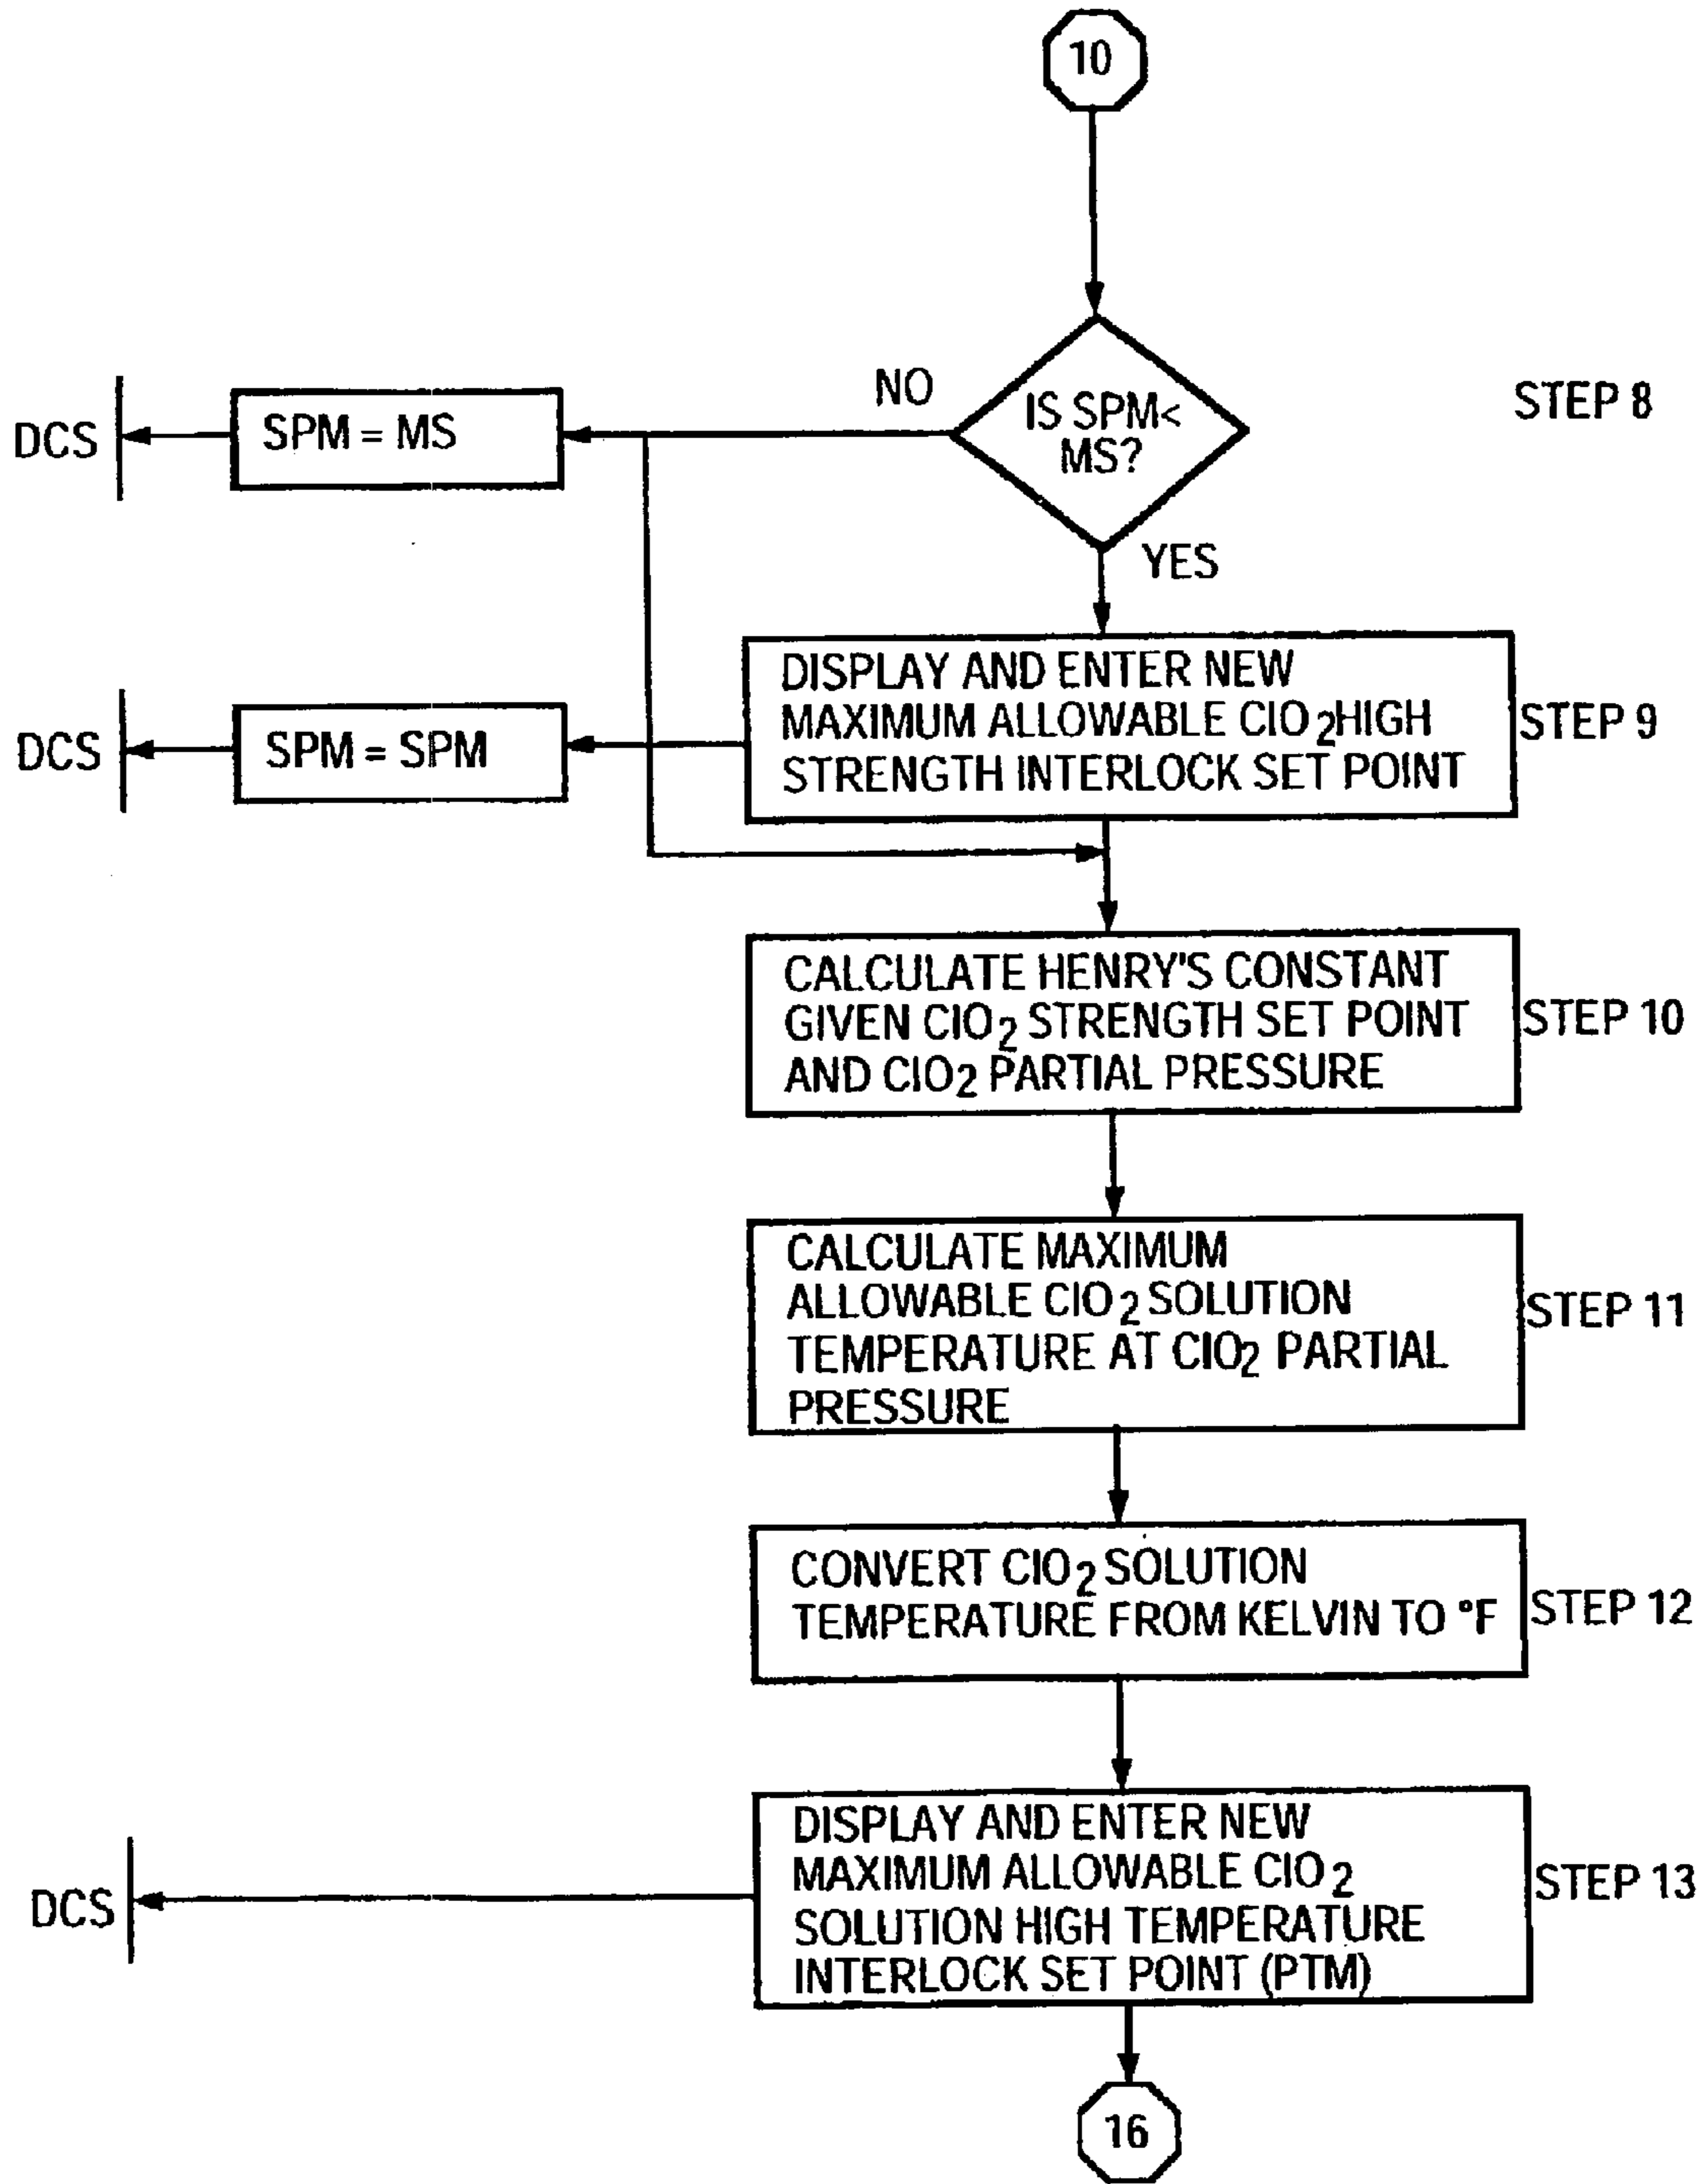 10
IS SPM<
MS?
STEP 8
NO
SPM = MS
DCS
YES
DISPLAY AND ENTER NEW
MAXIMUM ALLOWABLE ClO2 HIGH
STRENGTH INTERLOCK SET POINT
STEP 9
SPM = SPM
DCS
CALCULATE HENRY'S CONSTANT
GIVEN ClO2 STRENGTH SET POINT
AND ClO2 PARTIAL PRESSURE
STEP 10
CALCULATE MAXIMUM
ALLOWABLE ClO2 SOLUTION
TEMPERATURE AT ClO2 PARTIAL
PRESSURE
STEP 11
CONVERT ClO2 SOLUTION
TEMPERATURE FROM KELVIN TO °F
STEP 12
DISPLAY AND ENTER NEW
MAXIMUM ALLOWABLE ClO2
SOLUTION HIGH TEMPERATURE
INTERLOCK SET POINT (PTM)
STEP 13
DCS
16